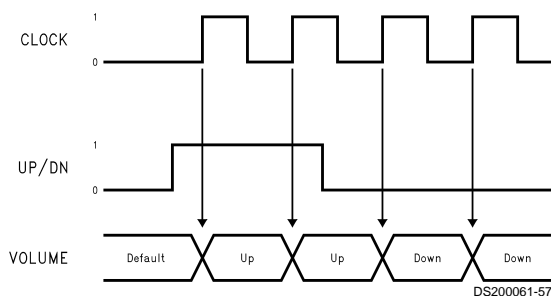 CLOCK
1
0
UP/DN
1
0
VOLUME
Default Up Up Down Down
DS200061-57